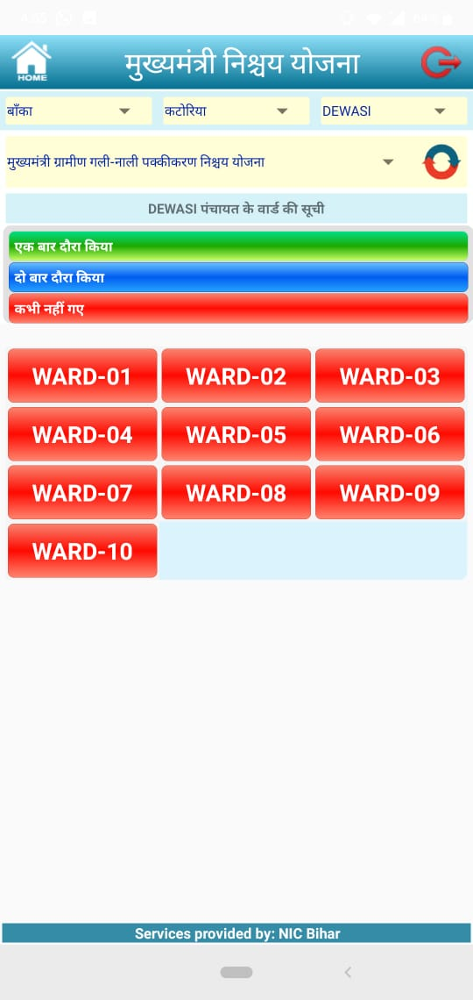 4:55
HOME
मुख्यमंत्री निश्चय योजना
बाँका कटोरिया DEWASI
मुख्यमंत्री ग्रामीण गली-नाली पक्कीकरण निश्चय योजना
DEWASI पंचायत के वार्ड की सूची
एक बार दौरा किया
दो बार दौरा किया
कभी नहीं गए
WARD-01 WARD-02 WARD-03
WARD-04 WARD-05 WARD-06
WARD-07 WARD-08 WARD-09
WARD-10
Services provided by: NIC Bihar